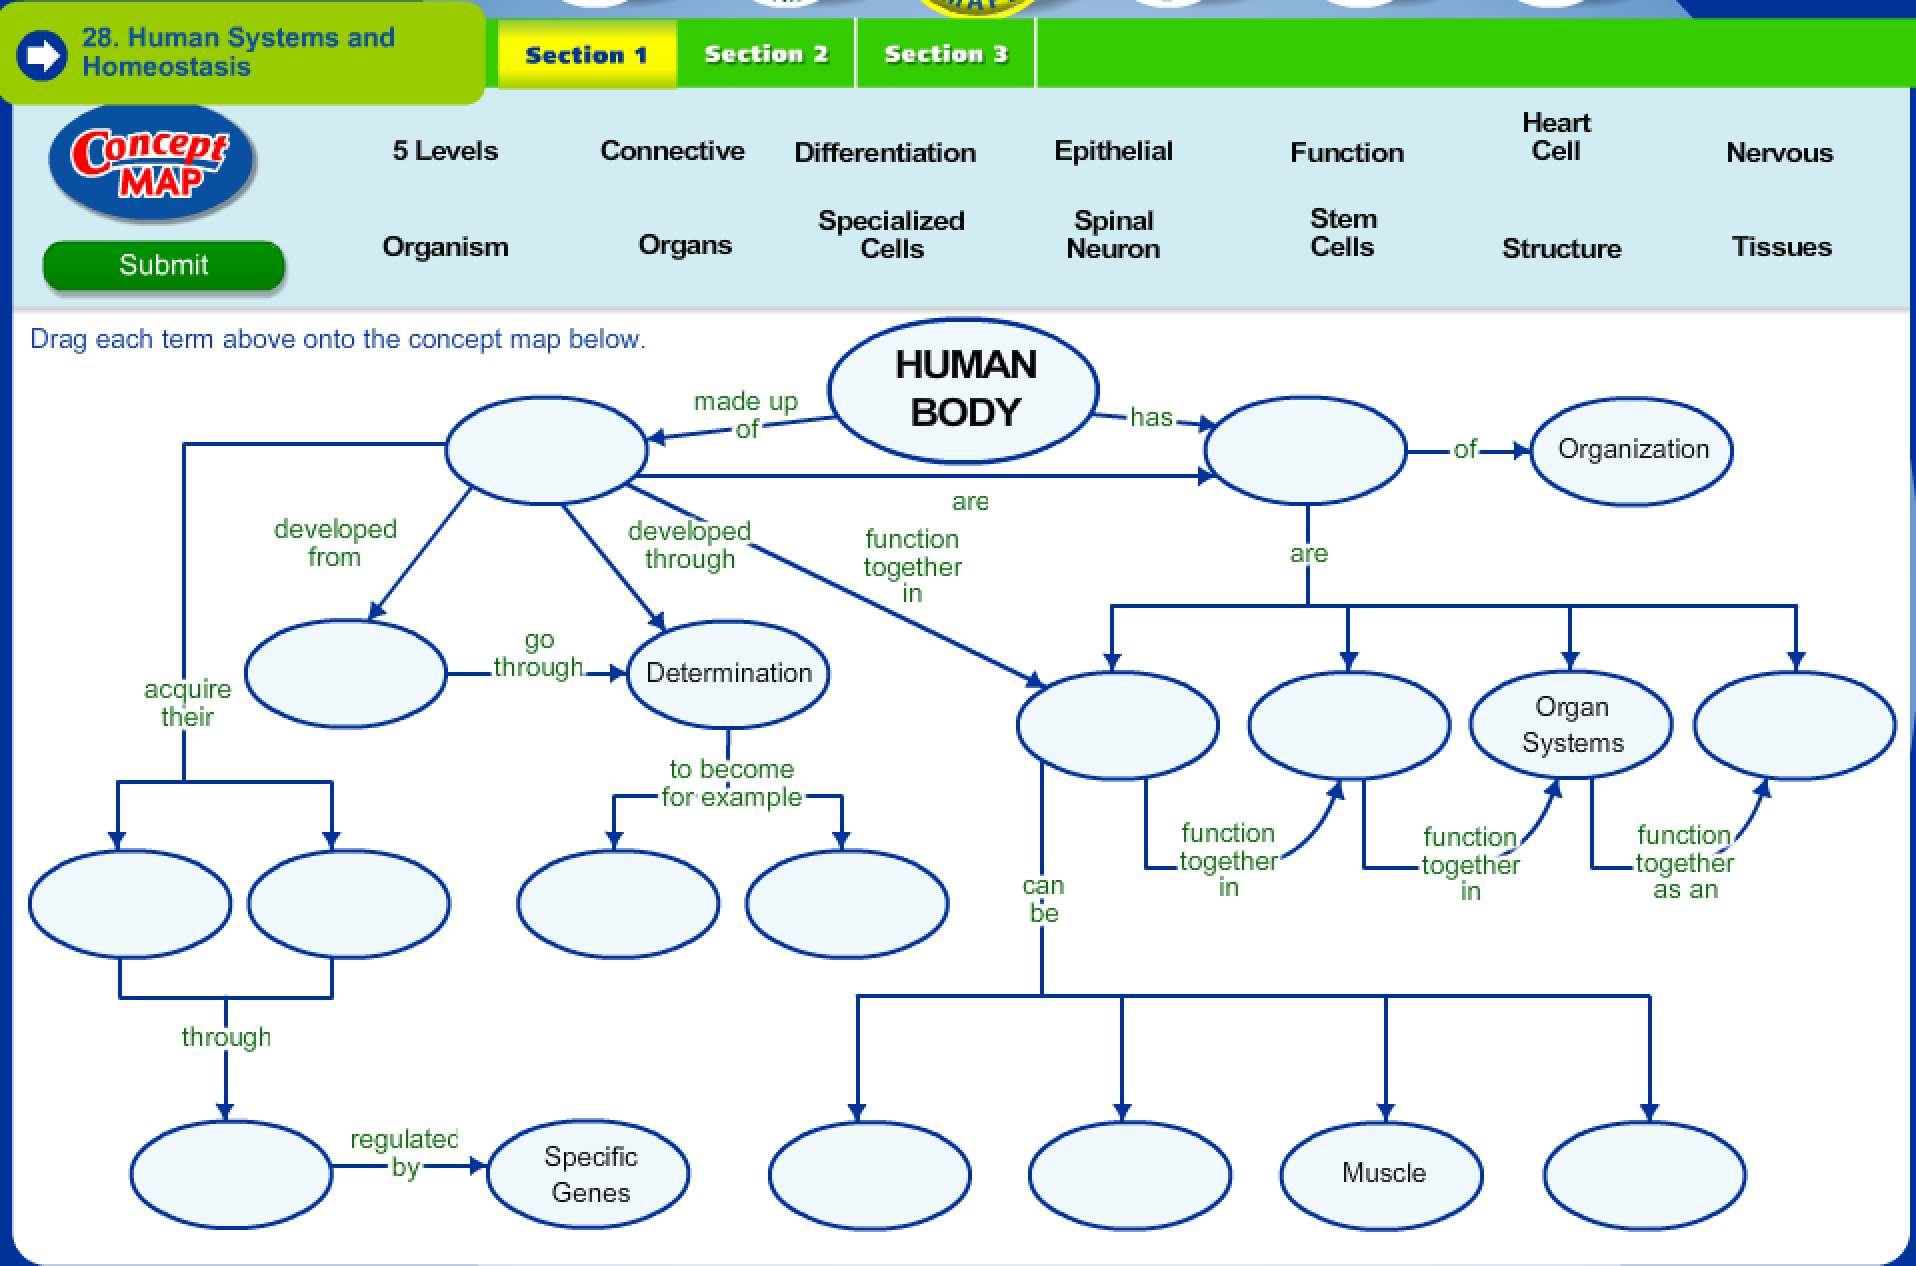 28. Human Systems and
Homeostasis
Section 1
Section 2
Section 3
Concept
MAP
Submit
5 Levels
Connective
Differentiation
Epithelial
Function
Heart
Cell
Nervous
Organism
Organs
Specialized
Cells
Spinal
Neuron
Stem
Cells
Structure
Tissues
Drag each term above onto the concept map below.
HUMAN
BODY
made up
of
has
of
Organization
are
developed
from
developed
through
function
together
in
are
go
through
Determination
acquire
their
Organ
Systems
to become
for example
function
together
in
function
together
in
function
together
as an
can
be
through
regulated
by
Specific
Genes
Muscle